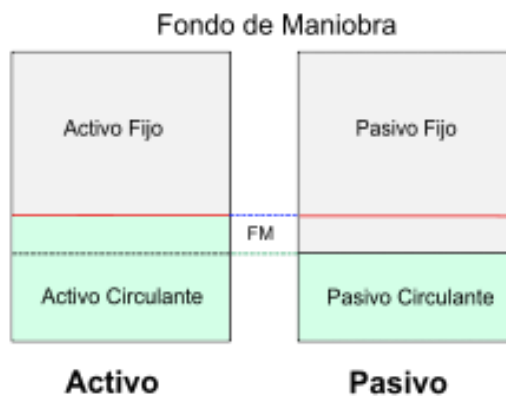 Fondo de Maniobra
Activo Fijo
Pasivo Fijo
FM
Activo Circulante
Pasivo Circulante
Activo
Pasivo